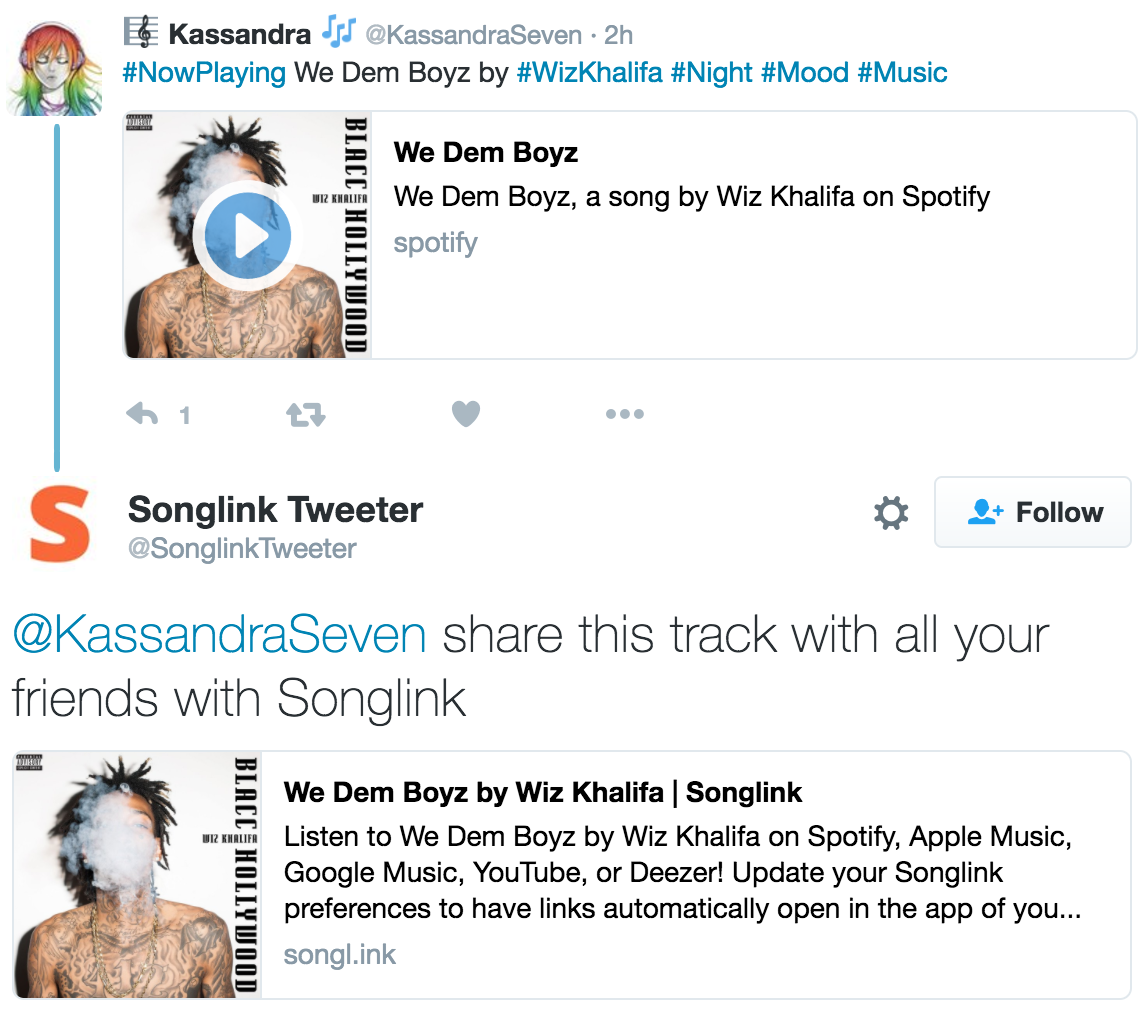 Kassandra @KassandraSeven · 2h
#NowPlaying We Dem Boyz by #WizKhalifa #Night #Mood #Music
PARENTAL
ADVISORY
EXPLICIT CONTENT
BLACC HOLLYWOOD
WIZ KHALIFA
We Dem Boyz
We Dem Boyz, a song by Wiz Khalifa on Spotify
spotify
1
S
Songlink Tweeter
@SonglinkTweeter
Follow
@KassandraSeven share this track with all your
friends with Songlink
PARENTAL
ADVISORY
EXPLICIT CONTENT
BLACC HOLLYWOOD
WIZ KHALIFA
We Dem Boyz by Wiz Khalifa | Songlink
Listen to We Dem Boyz by Wiz Khalifa on Spotify, Apple Music,
Google Music, YouTube, or Deezer! Update your Songlink
preferences to have links automatically open in the app of you...
songl.ink